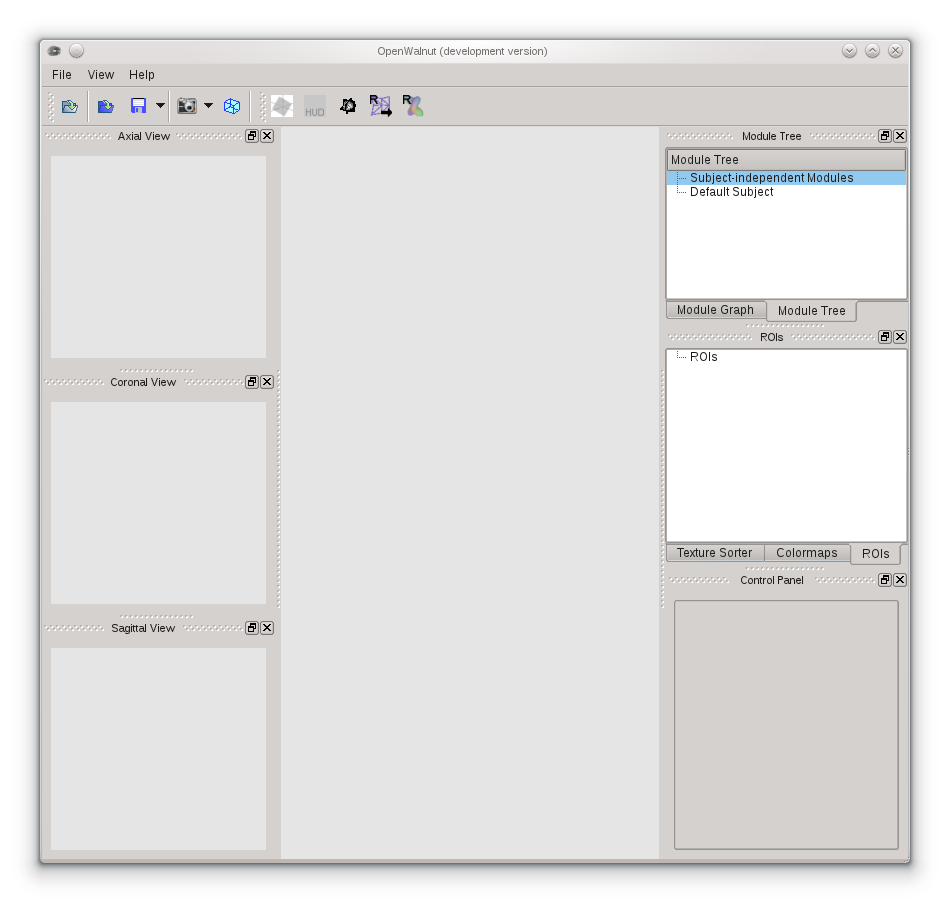 OpenWalnut (development version)
File View Help
HUD R R
Axial View
Module Tree
Module Tree
Subject-independent Modules
Default Subject
Module Graph Module Tree
ROIs
ROIs
Coronal View
Texture Sorter Colormaps ROIs
Control Panel
Sagittal View